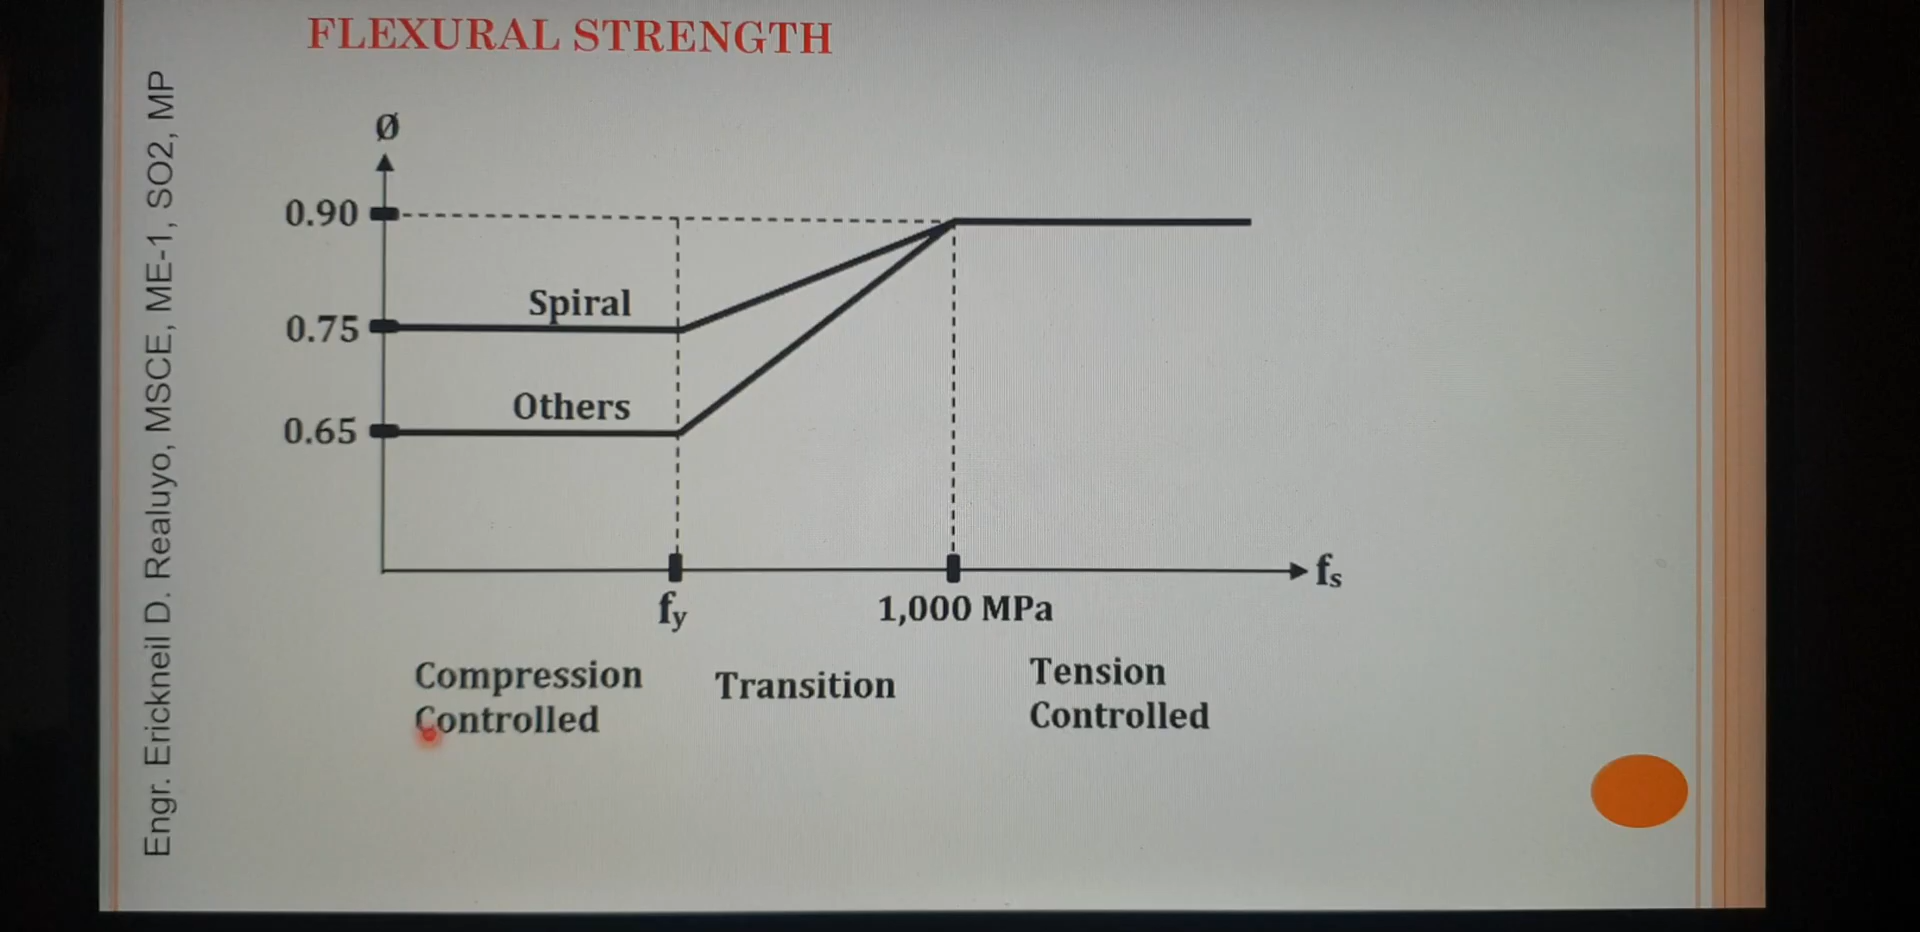 FLEXURAL STRENGTH
Engr. Erickneil D. Realuyo, MSCE, ME-1, SO2, MP
Ø
0.90
Spiral
0.75
Others
0.65
fs
fy
1,000 MPa
Compression
Controlled
Transition
Tension
Controlled